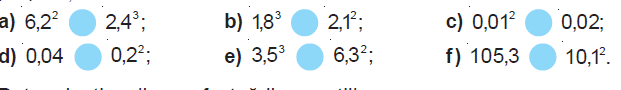 a) 6,2² 2,4³; b) 1,8³ 2,1²; c) 0,01² 0,02;
d) 0,04 0,2²; e) 3,5³ 6,3²; f) 105,3 10,1².